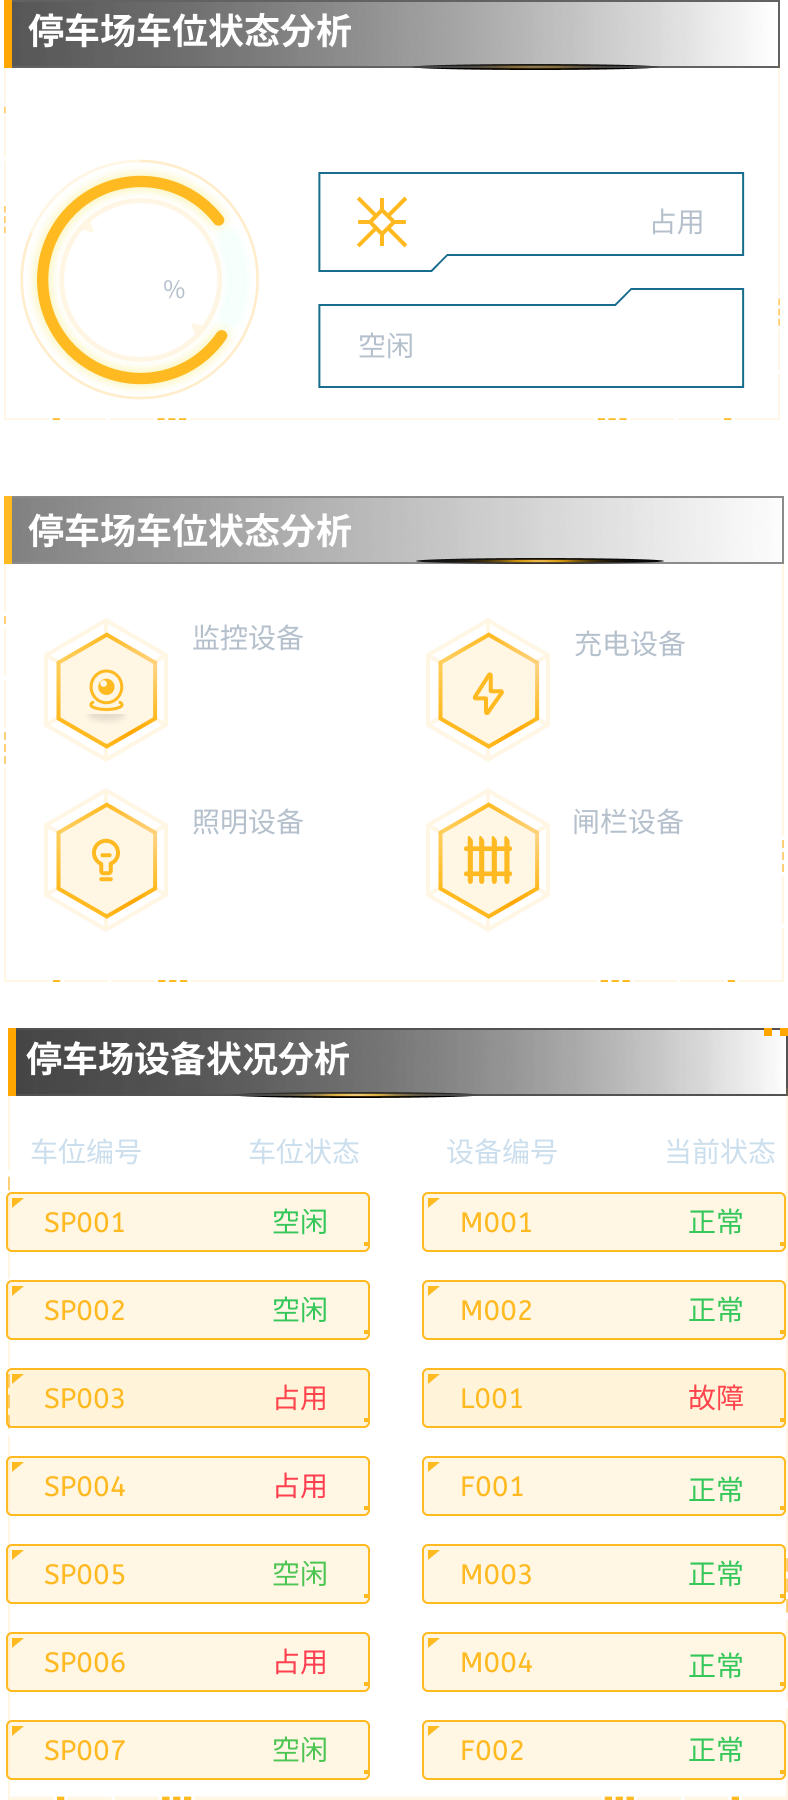 停车场车位状态分析
占用
%
空闲
停车场车位状态分析
监控设备 充电设备
照明设备 闸栏设备
停车场设备状况分析
车位编号 车位状态 设备编号 当前状态
SP001 空闲 M001 正常
SP002 空闲 M002 正常
SP003 占用 L001 故障
SP004 占用 F001 正常
SP005 空闲 M003 正常
SP006 占用 M004 正常
SP007 空闲 F002 正常